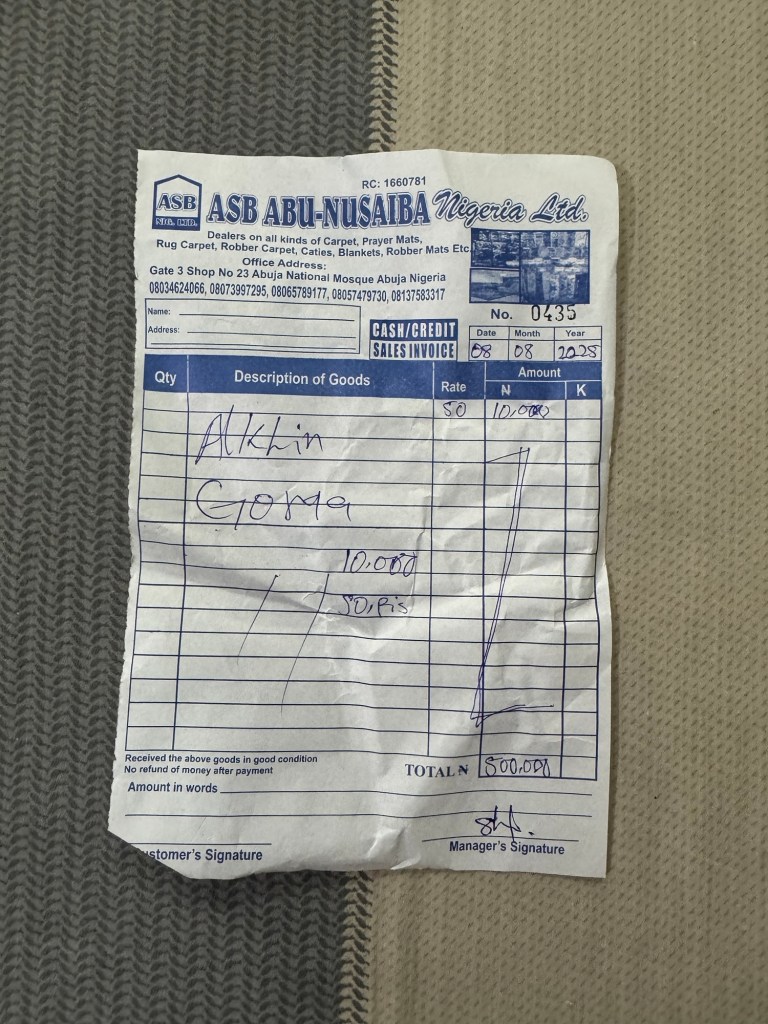 RC: 1660781
ASB
NIG. LTD.
ASB ABU-NUSAIBA Nigeria Ltd.
Dealers on all kinds of Carpet, Prayer Mats,
Rug Carpet, Robber Carpet, Caties, Blankets, Robber Mats Etc.
Office Address:
Gate 3 Shop No 23 Abuja National Mosque Abuja Nigeria
08034624066, 08073997295, 08065789177, 08057479730, 08137583317
No. 0435
Name:
Address:
CASH/CREDIT
SALES INVOICE
Date Month Year
08 08 2025
Qty Description of Goods Rate Amount
₦ K
50 10,000
Alkhin
Goma
10.000
50.Pis
Received the above goods in good condition
No refund of money after payment
TOTAL ₦ 500,000
Amount in words
ustomer's Signature
Manager's Signature